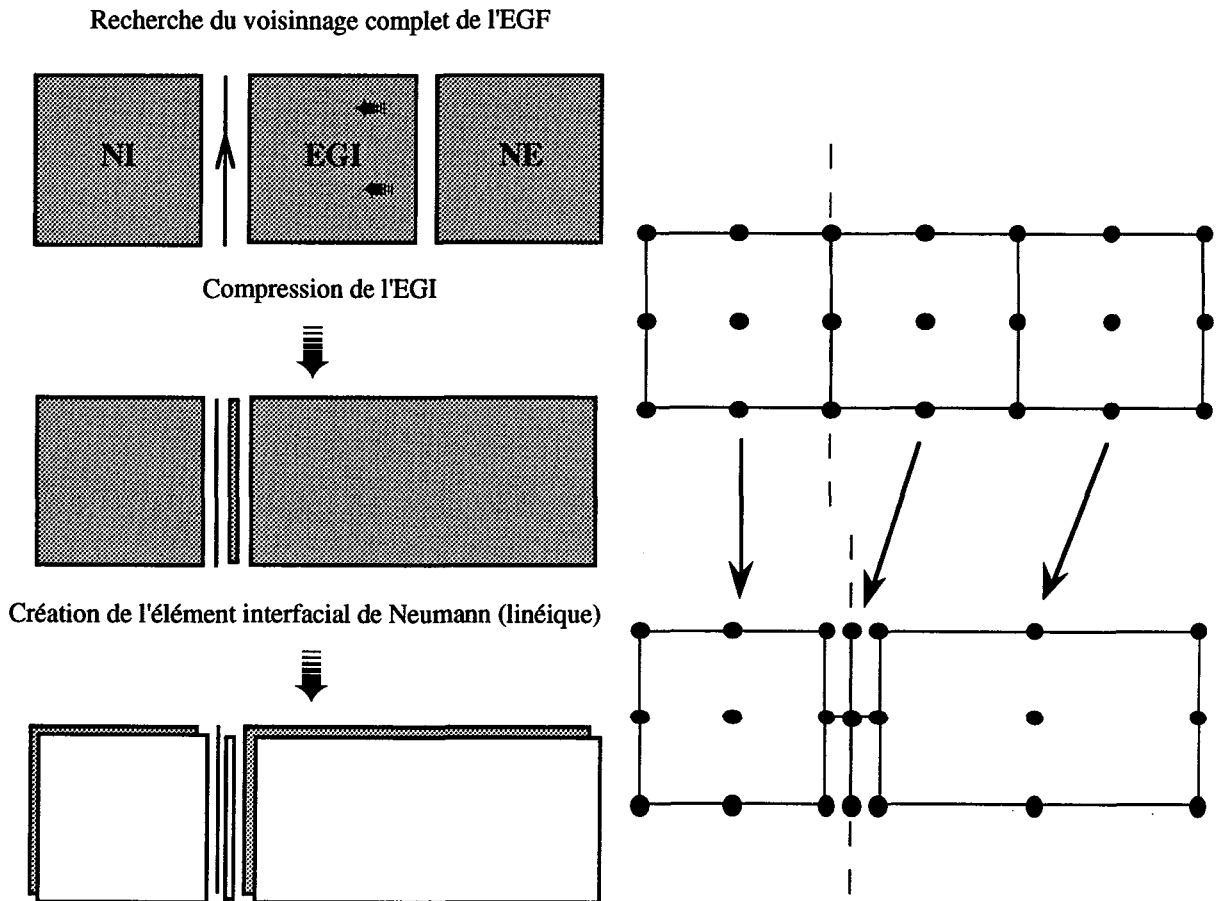 Recherche du voisinnage complet de l'EGF
NI
EGI
NE
Compression de l'EGI
Création de l'élément interfacial de Neumann (linéique)